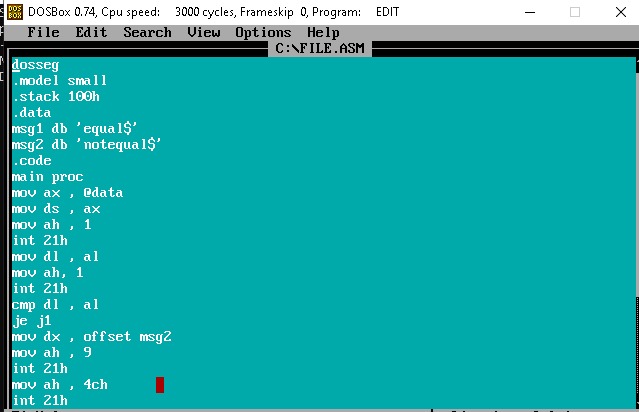 DOSBox 0.74, Cpu speed: 3000 cycles, Frameskip 0, Program: EDIT
File Edit Search View Options Help
C:\FILE.ASM
dosseg
.model small
.stack 100h
.data
msg1 db 'equal$'
msg2 db 'notequal$'
.code
main proc
mov ax , @data
mov ds , ax
mov ah , 1
int 21h
mov dl , al
mov ah, 1
int 21h
cmp dl , al
je j1
mov dx , offset msg2
mov ah , 9
int 21h
mov ah , 4ch
int 21h